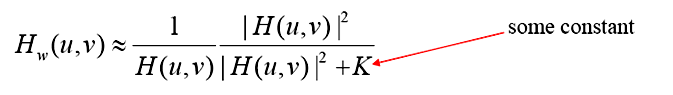 H_w(u,v) ≈ 1/H(u,v) |H(u,v)|²/|H(u,v)|² + K
some constant